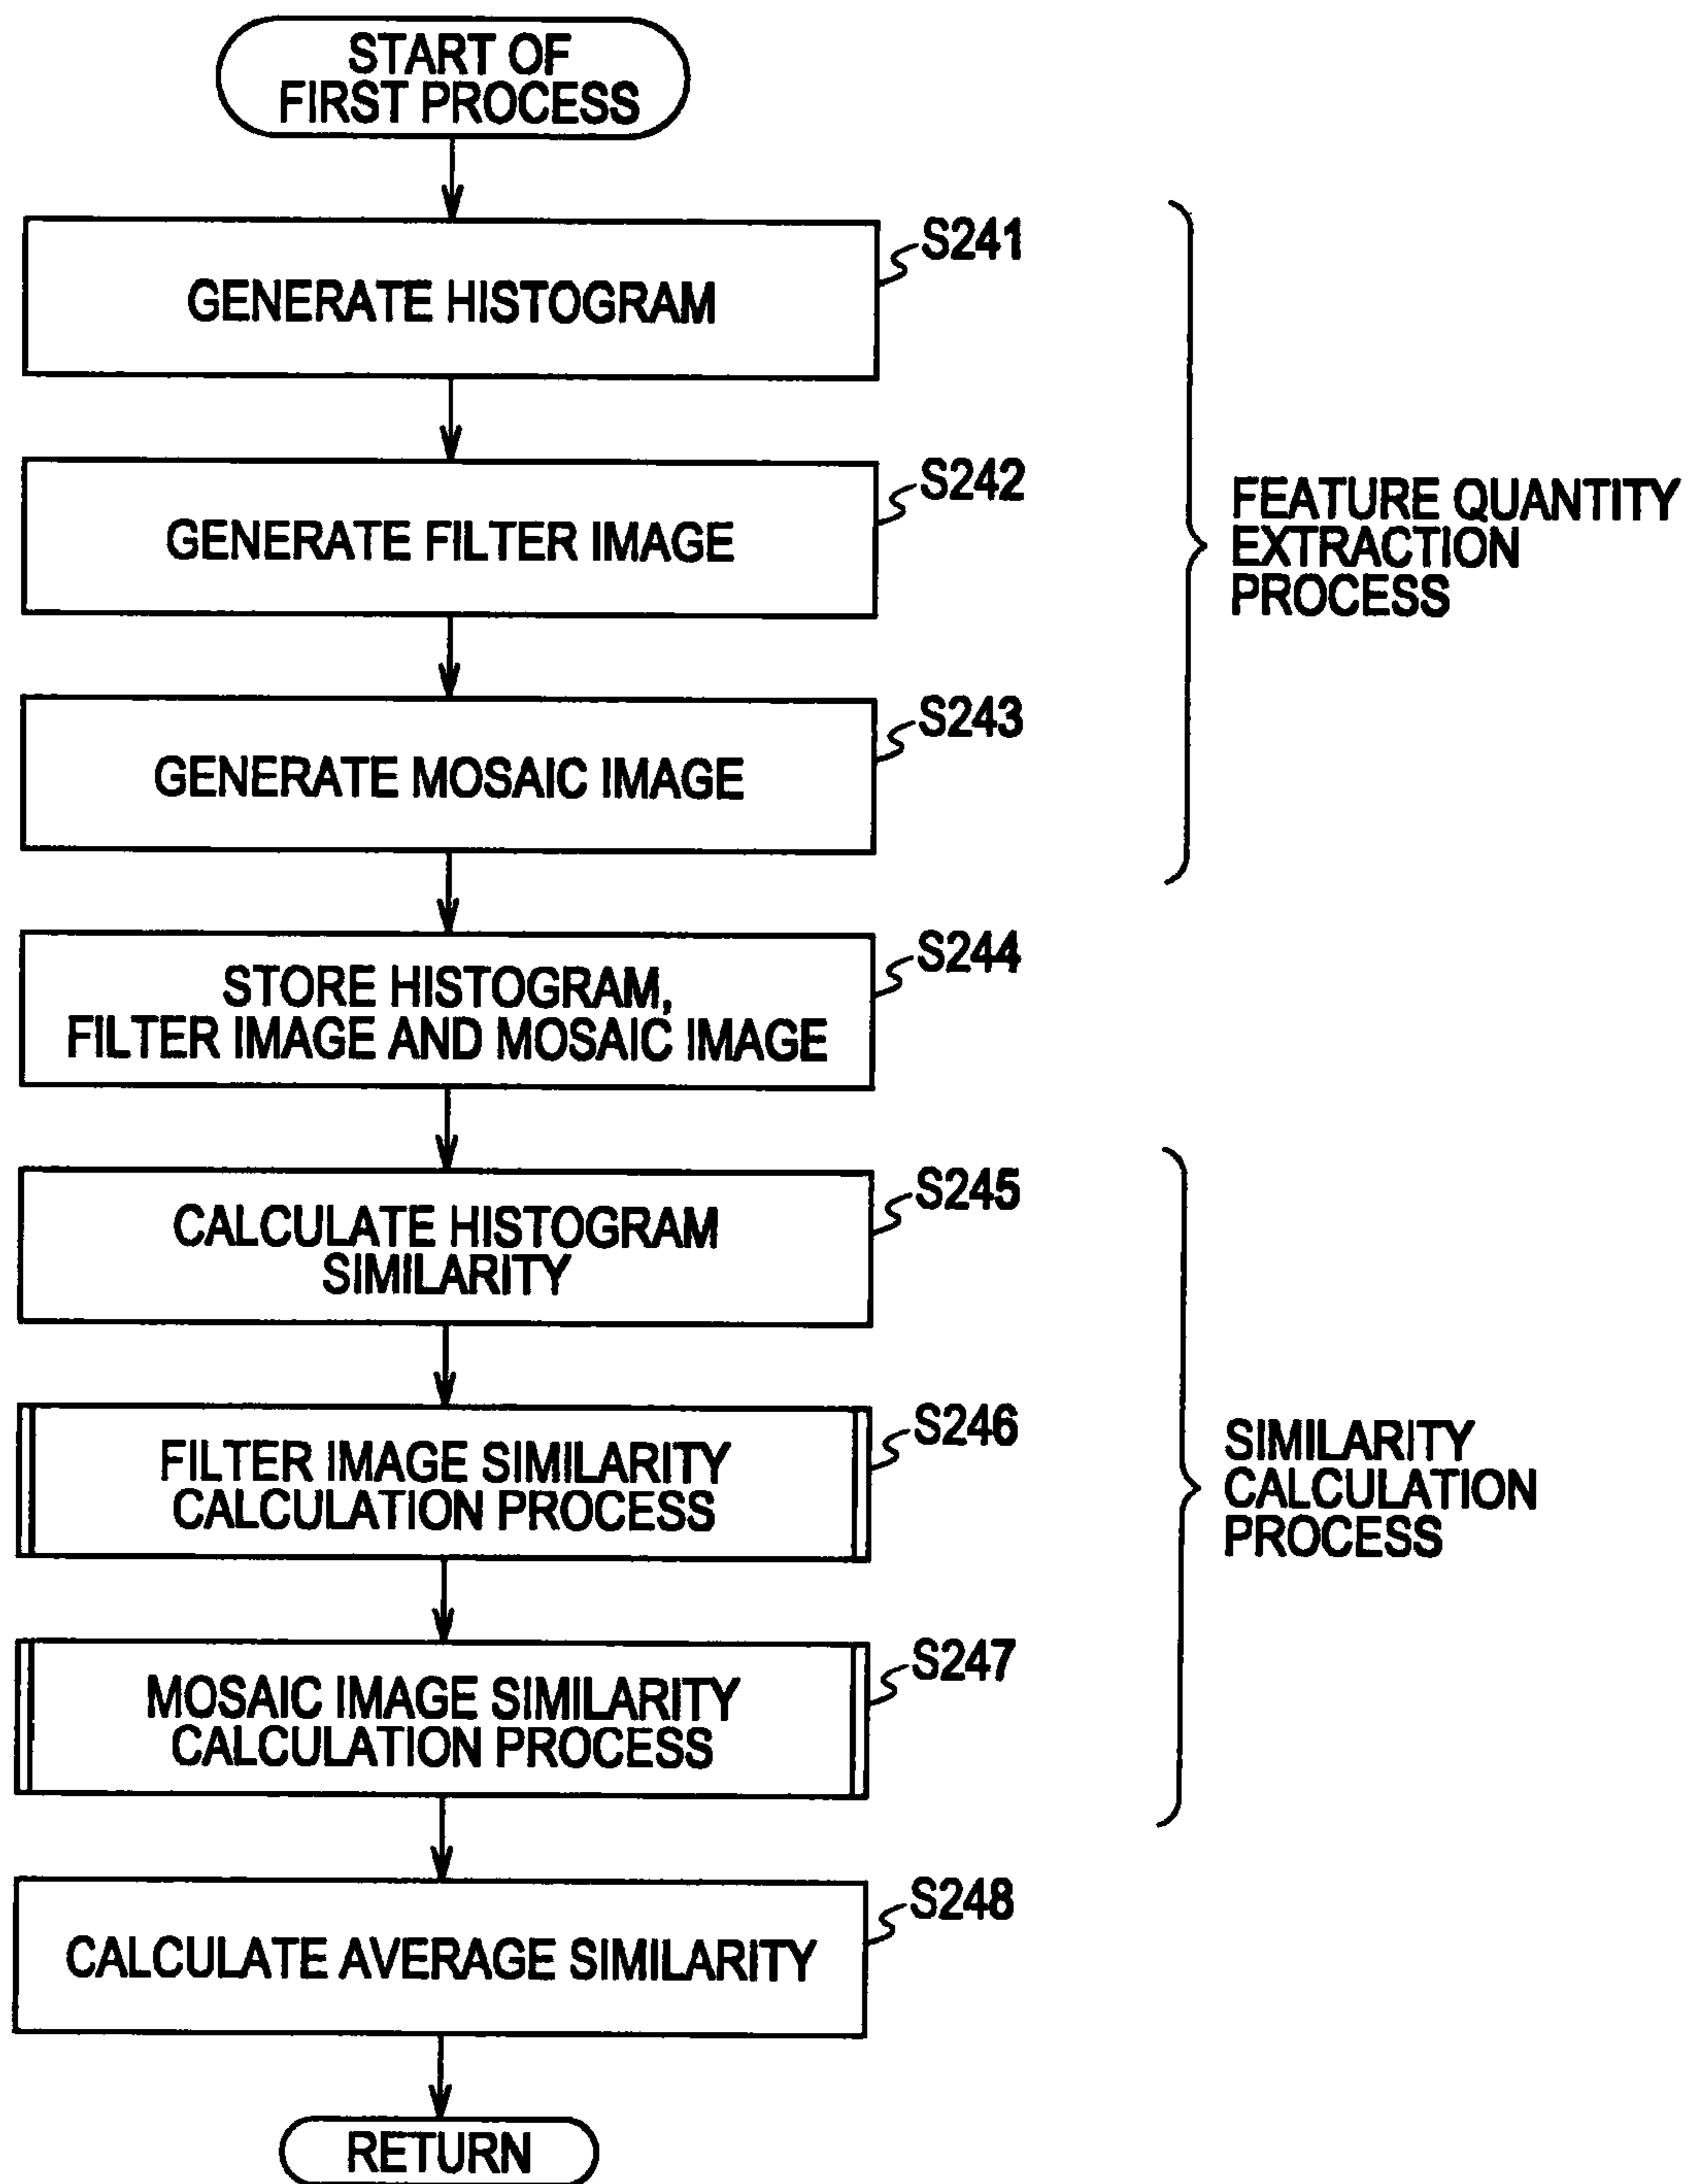 START OF
FIRST PROCESS
S241
GENERATE HISTOGRAM
S242
GENERATE FILTER IMAGE
FEATURE QUANTITY
EXTRACTION
PROCESS
S243
GENERATE MOSAIC IMAGE
S244
STORE HISTOGRAM,
FILTER IMAGE AND MOSAIC IMAGE
S245
CALCULATE HISTOGRAM
SIMILARITY
S246
FILTER IMAGE SIMILARITY
CALCULATION PROCESS
SIMILARITY
CALCULATION
PROCESS
S247
MOSAIC IMAGE SIMILARITY
CALCULATION PROCESS
S248
CALCULATE AVERAGE SIMILARITY
RETURN